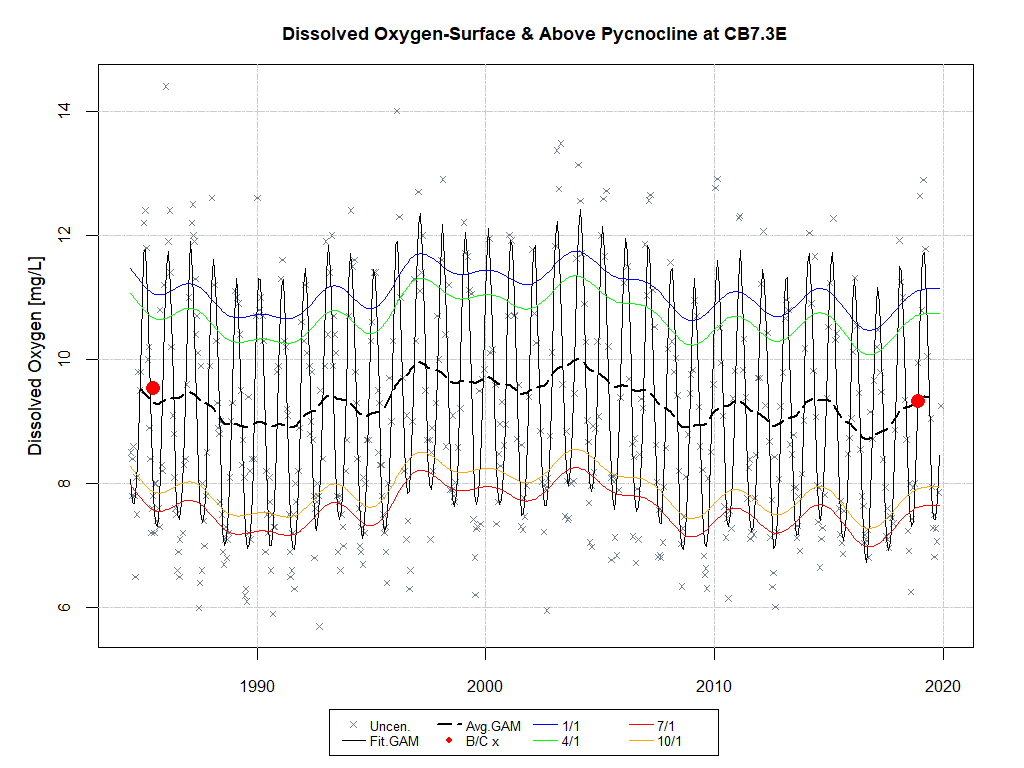 Dissolved Oxygen-Surface & Above Pycnocline at CB7.3E
Dissolved Oxygen [mg/L]
14
12
10
8
6
1990 2000 2010 2020
Uncen. Avg.GAM 1/1 7/1
Fit.GAM B/C x 4/1 10/1